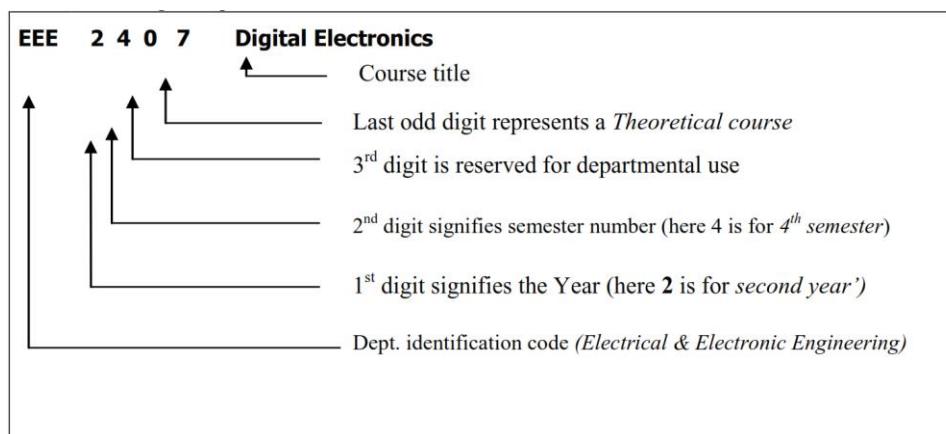 EEE 2 4 0 7 Digital Electronics
Course title
Last odd digit represents a Theoretical course
3rd digit is reserved for departmental use
2nd digit signifies semester number (here 4 is for 4th semester)
1st digit signifies the Year (here 2 is for second year’)
Dept. identification code (Electrical & Electronic Engineering)